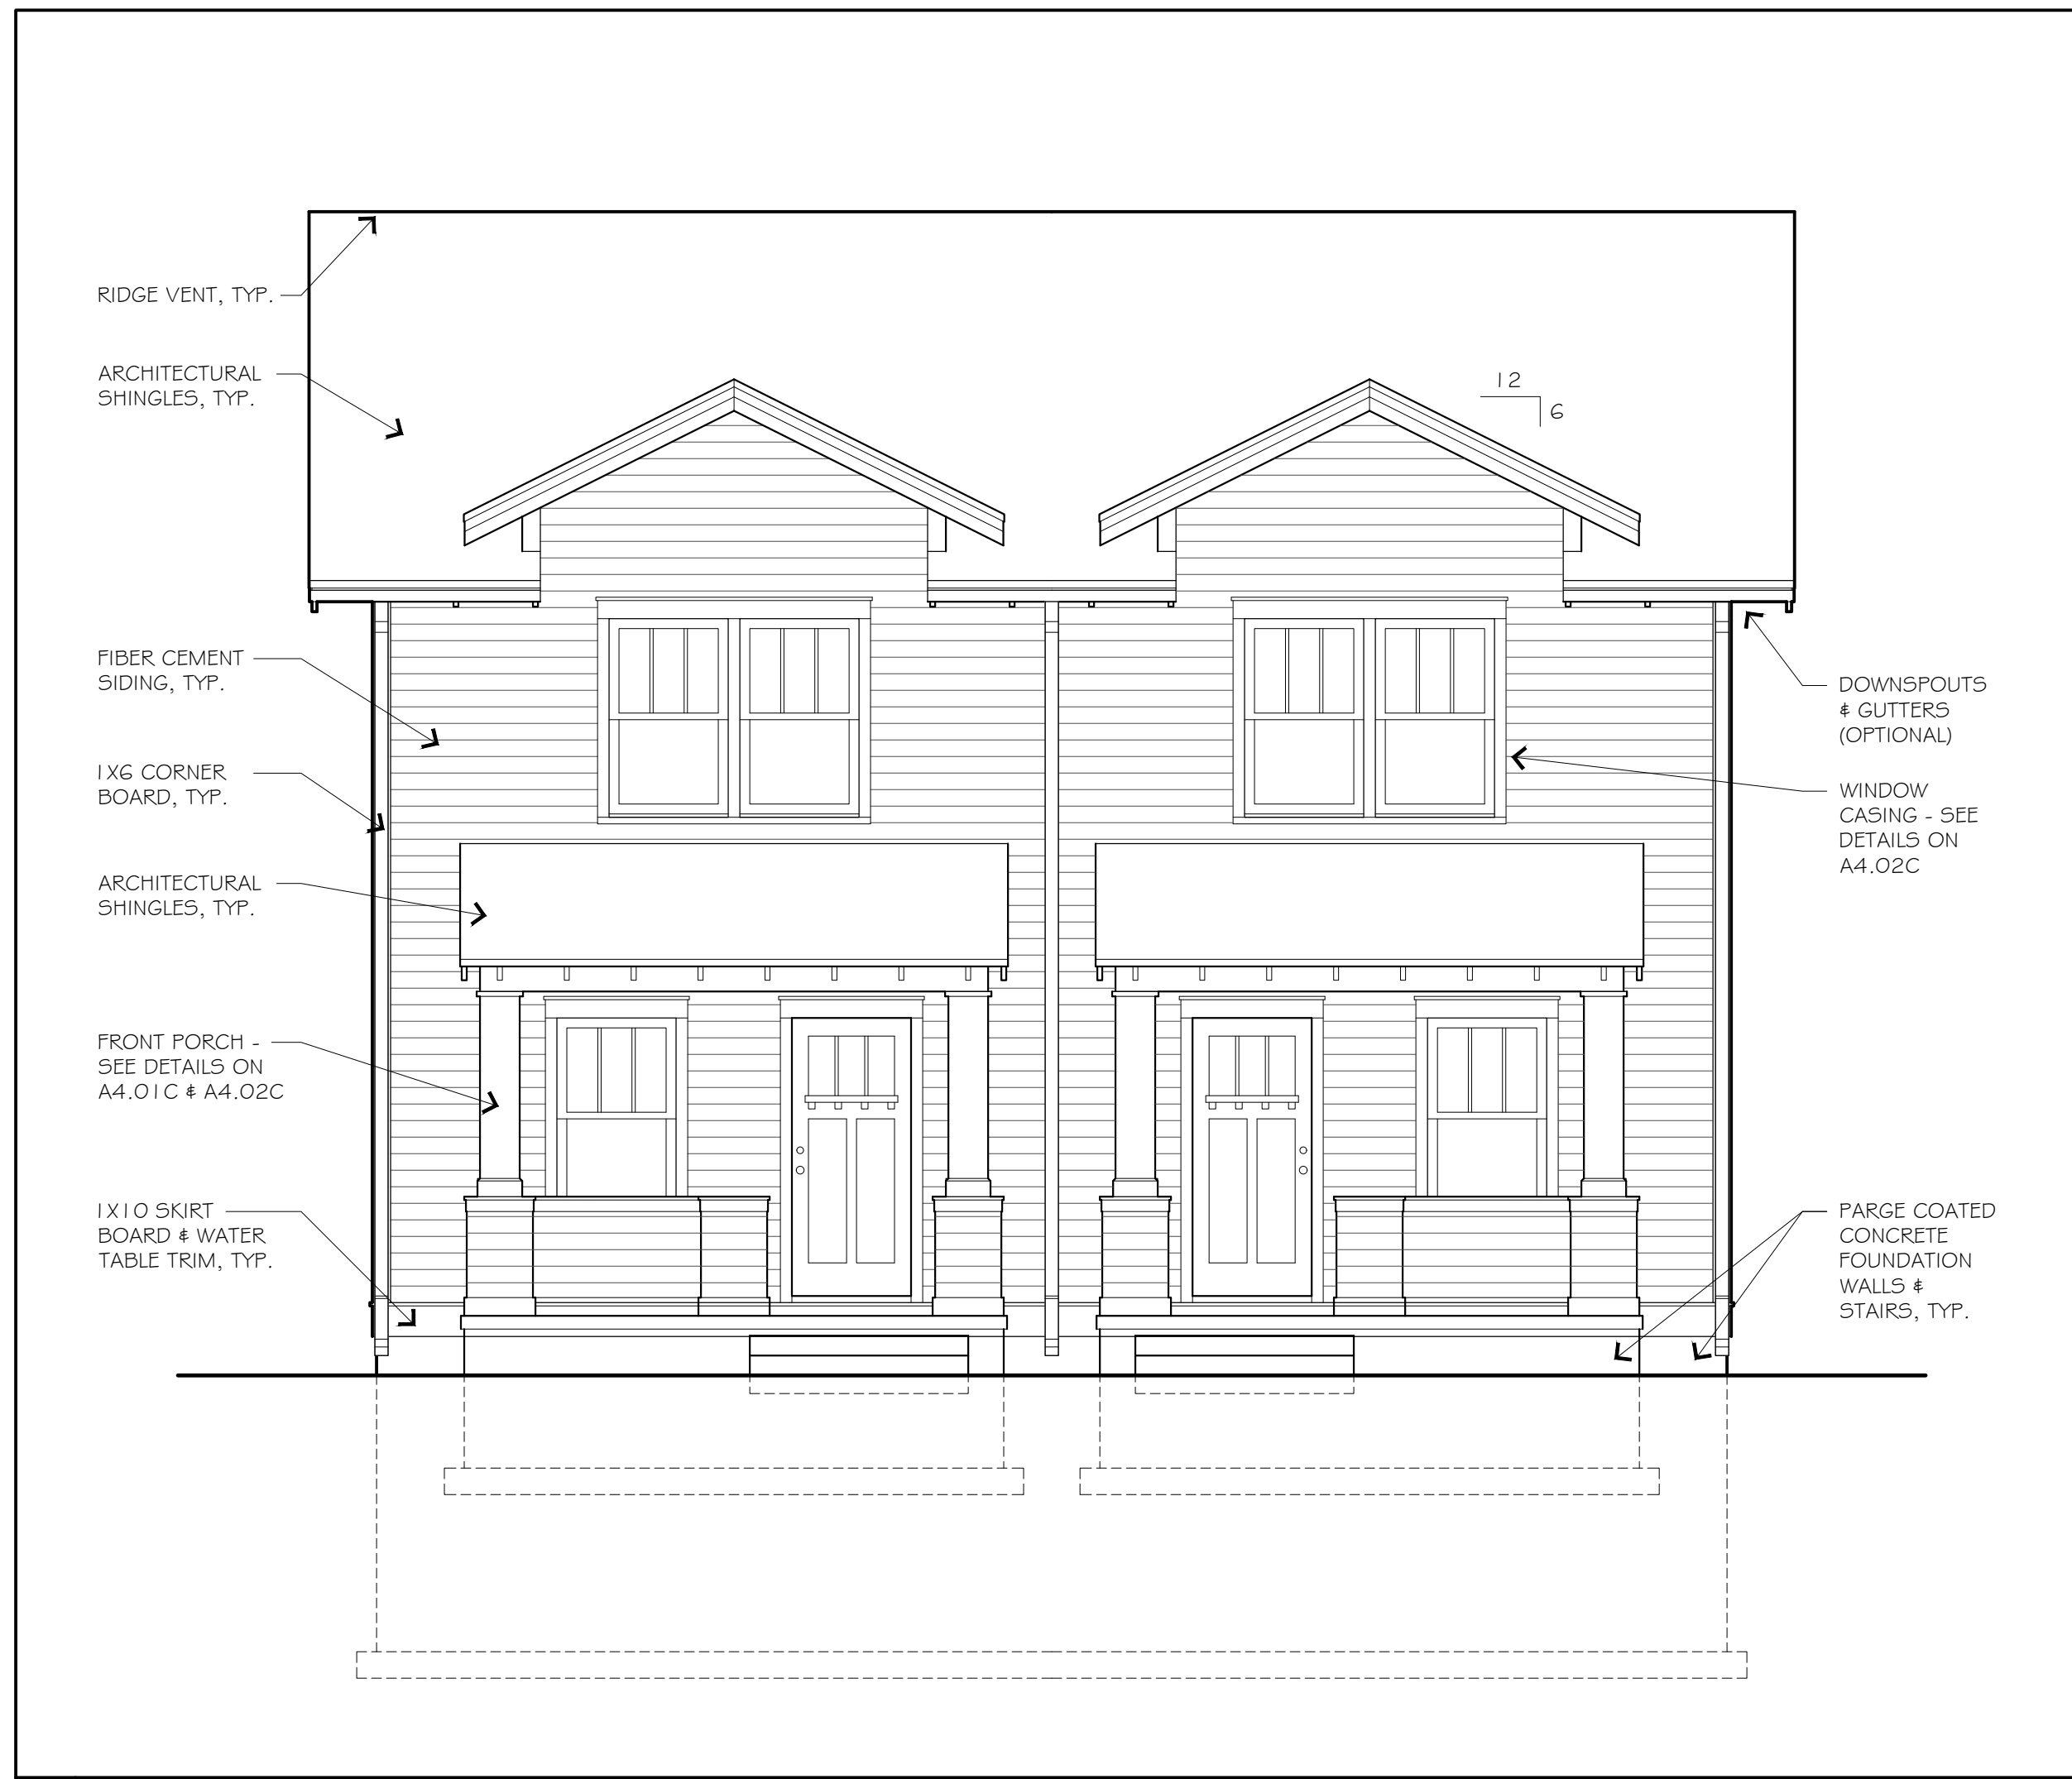 RIDGE VENT, TYP.
ARCHITECTURAL
SHINGLES, TYP.
12
6
FIBER CEMENT
SIDING, TYP.
1X6 CORNER
BOARD, TYP.
ARCHITECTURAL
SHINGLES, TYP.
FRONT PORCH -
SEE DETAILS ON
A4.01C & A4.02C
1X10 SKIRT
BOARD & WATER
TABLE TRIM, TYP.
DOWNSPOUTS
& GUTTERS
(OPTIONAL)
WINDOW
CASING - SEE
DETAILS ON
A4.02C
PARGE COATED
CONCRETE
FOUNDATION
WALLS &
STAIRS, TYP.